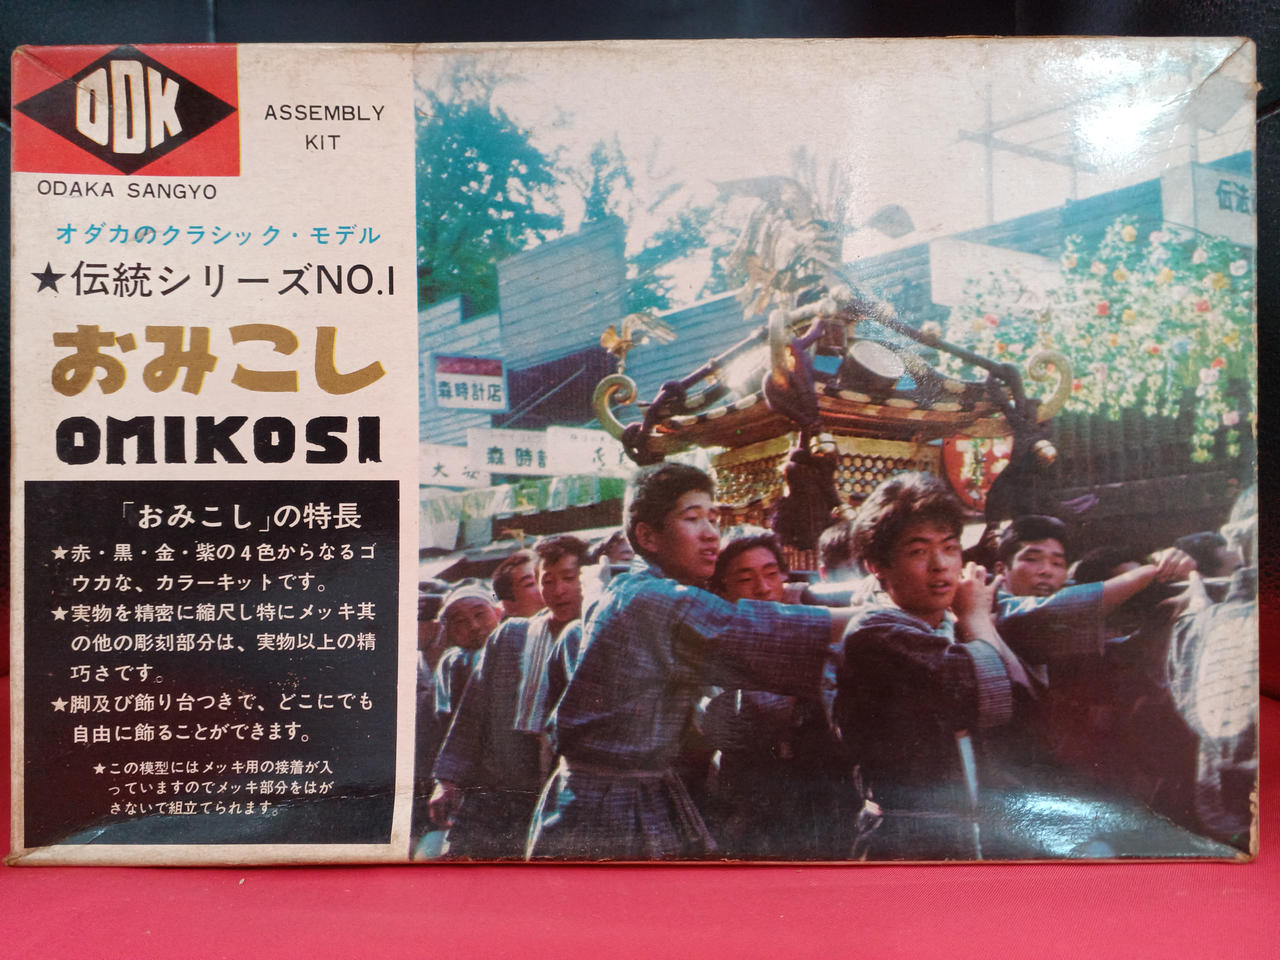 ODK
ASSEMBLY
KIT
ODAKA SANGYO
オダカのクラシック・モデル
★伝統シリーズNO.1
おみこし
OMIKOSI
「おみこし」の特長
★赤・黒・金・紫の4色からなるゴ
ウカな、カラーキットです。
★実物を精密に縮尺し特にメッキ其
の他の彫刻部分は、実物以上の精
巧さです。
★脚及び飾り台つきで、どこにでも
自由に飾ることができます。
★この模型にはメッキ用の接着が入
っていますのでメッキ部分をはが
さないで組立てられます。
森時計店
森時計
伝法